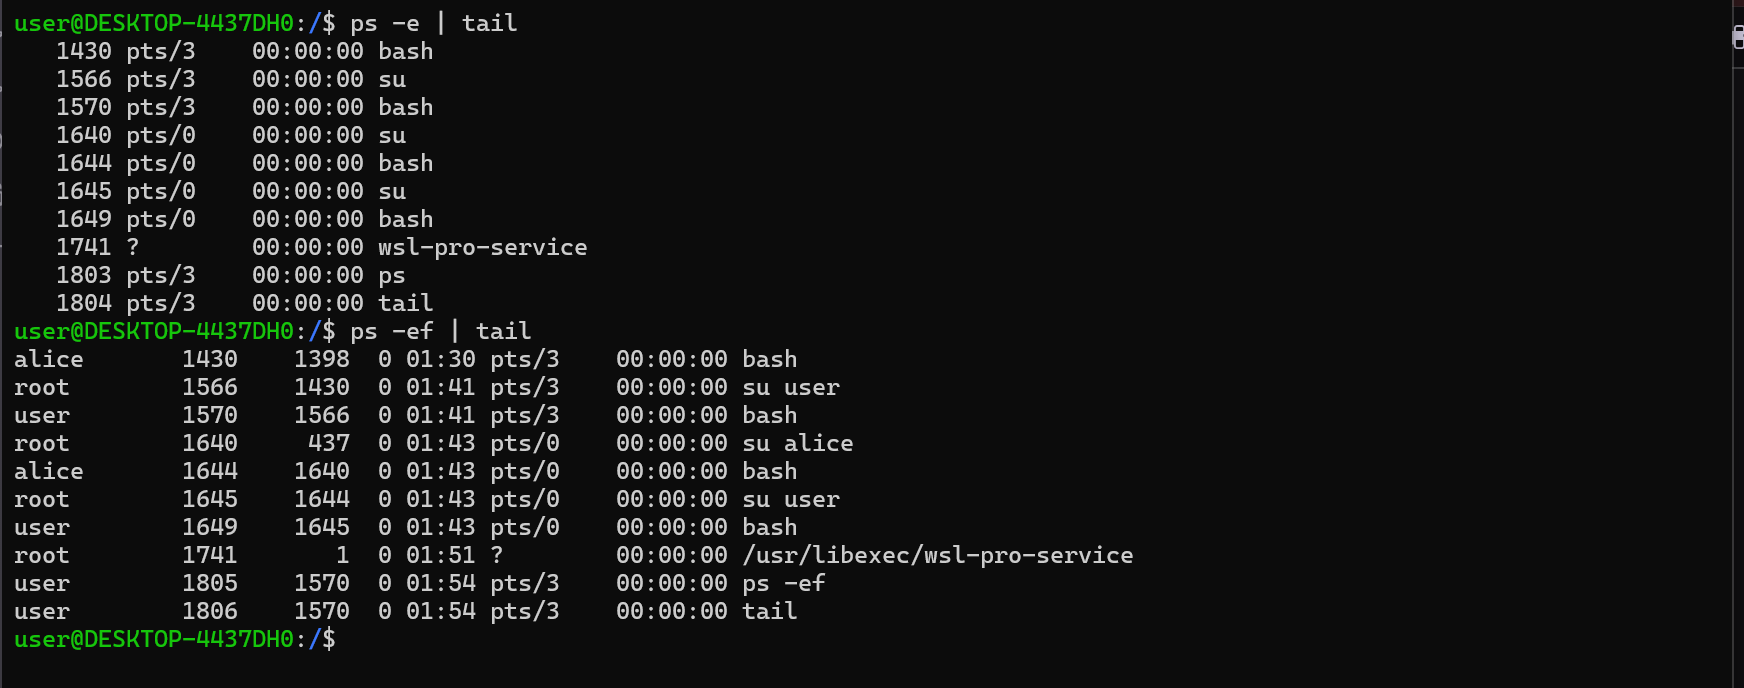 user@DESKTOP-4437DH0:/$ ps -e | tail
   1430 pts/3    00:00:00 bash
   1566 pts/3    00:00:00 su
   1570 pts/3    00:00:00 bash
   1640 pts/0    00:00:00 su
   1644 pts/0    00:00:00 bash
   1645 pts/0    00:00:00 su
   1649 pts/0    00:00:00 bash
   1741 ?        00:00:00 wsl-pro-service
   1803 pts/3    00:00:00 ps
   1804 pts/3    00:00:00 tail
user@DESKTOP-4437DH0:/$ ps -ef | tail
alice       1430    1398  0 01:30 pts/3    00:00:00 bash
root        1566    1430  0 01:41 pts/3    00:00:00 su user
user        1570    1566  0 01:41 pts/3    00:00:00 bash
root        1640     437  0 01:43 pts/0    00:00:00 su alice
alice       1644    1640  0 01:43 pts/0    00:00:00 bash
root        1645    1644  0 01:43 pts/0    00:00:00 su user
user        1649    1645  0 01:43 pts/0    00:00:00 bash
root        1741       1  0 01:51 ?        00:00:00 /usr/libexec/wsl-pro-service
user        1805    1570  0 01:54 pts/3    00:00:00 ps -ef
user        1806    1570  0 01:54 pts/3    00:00:00 tail
user@DESKTOP-4437DH0:/$